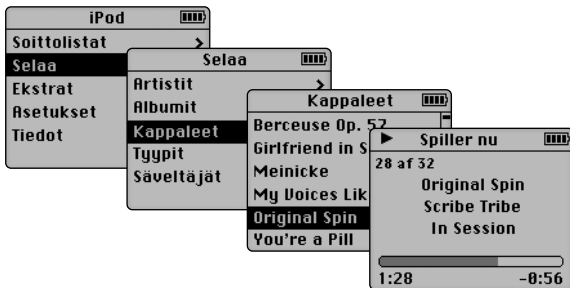 iPod
Soittolistat >
Selaa
Ekstrat
Asetukset
Tiedot
Selaa
Artistit >
Albumit
Kappaleet
Tyypit
Säveltäjät
Kappaleet
Berceuse Op. 57
Girlfriend in S
Meinicke
My Voices Lik
Original Spin
You're a Pill
Spiller nu
28 af 32
Original Spin
Scribe Tribe
In Session
1:28 -0:56